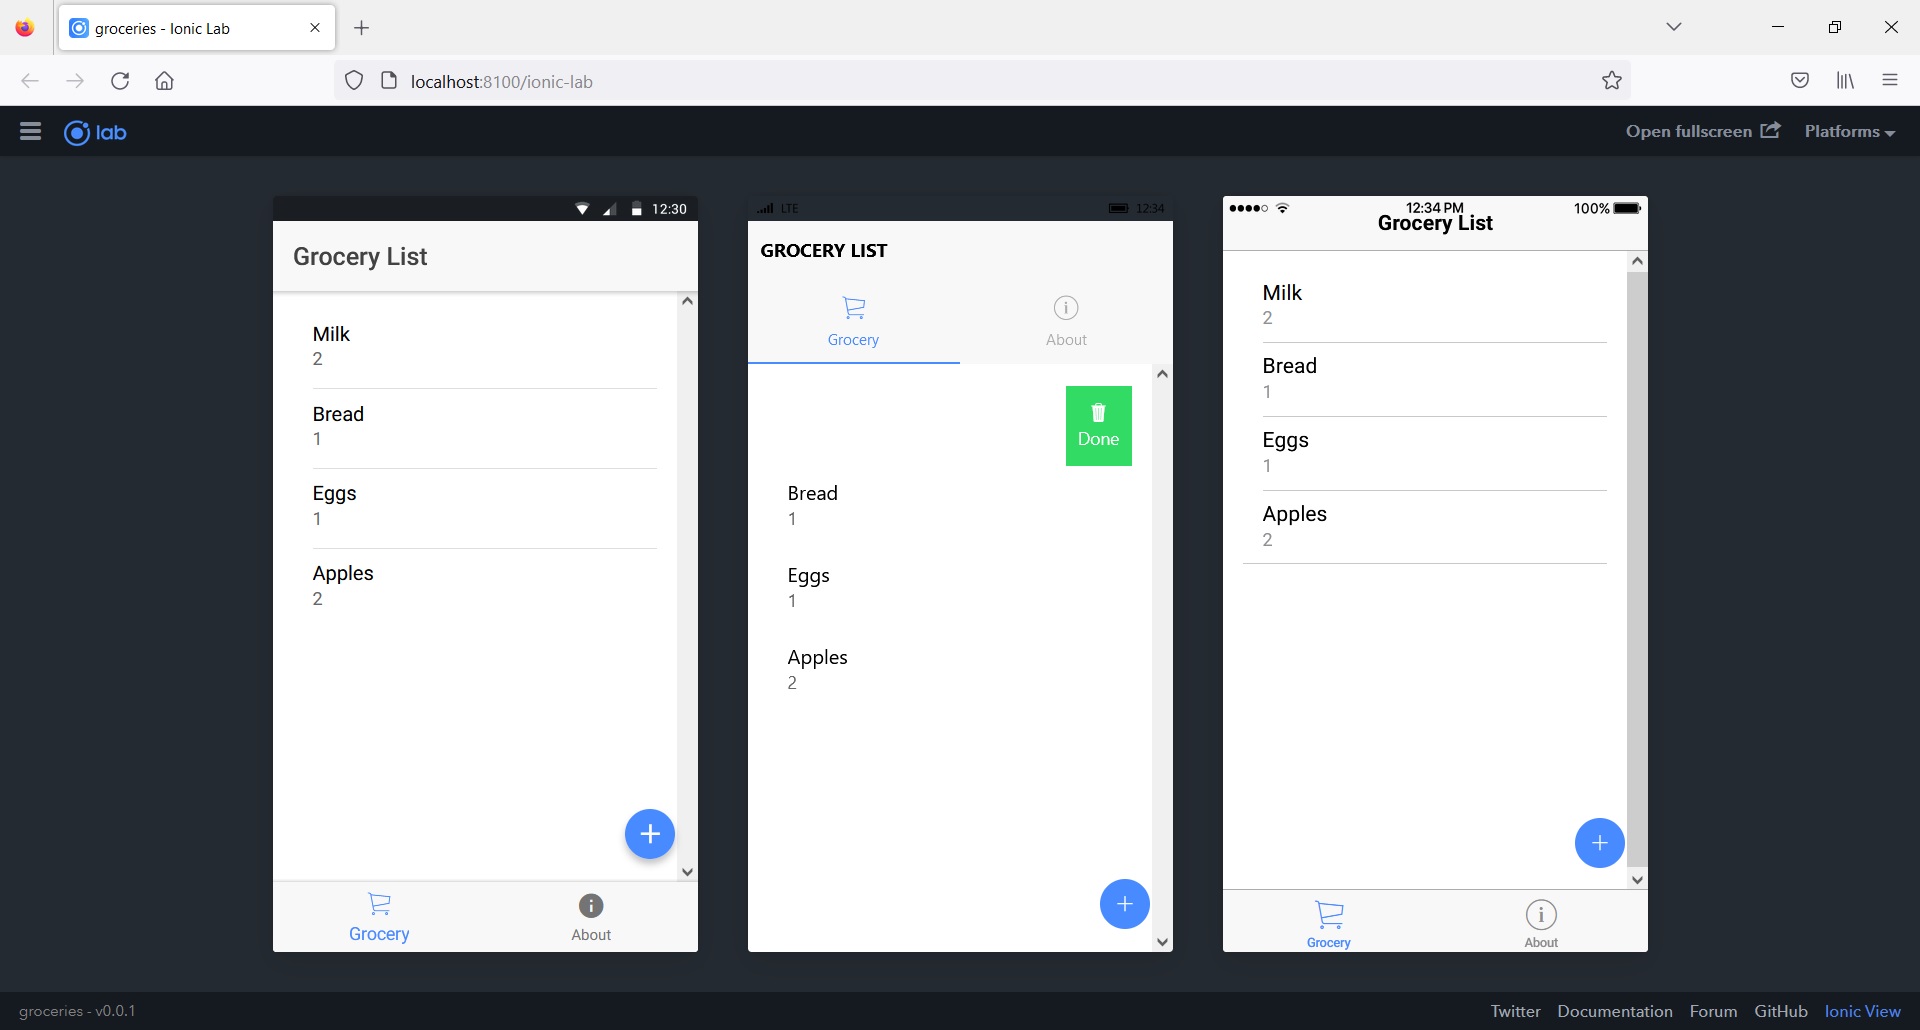 groceries - Ionic Lab
localhost:8100/ionic-lab
lab
Open fullscreen
Platforms
12:30
Grocery List
Milk
2
Bread
1
Eggs
1
Apples
2
Grocery
About
LTE
12:34
GROCERY LIST
Grocery
About
Done
Bread
1
Eggs
1
Apples
2
12:34 PM
100%
Grocery List
Milk
2
Bread
1
Eggs
1
Apples
2
Grocery
About
groceries - v0.0.1
Twitter Documentation Forum GitHub Ionic View